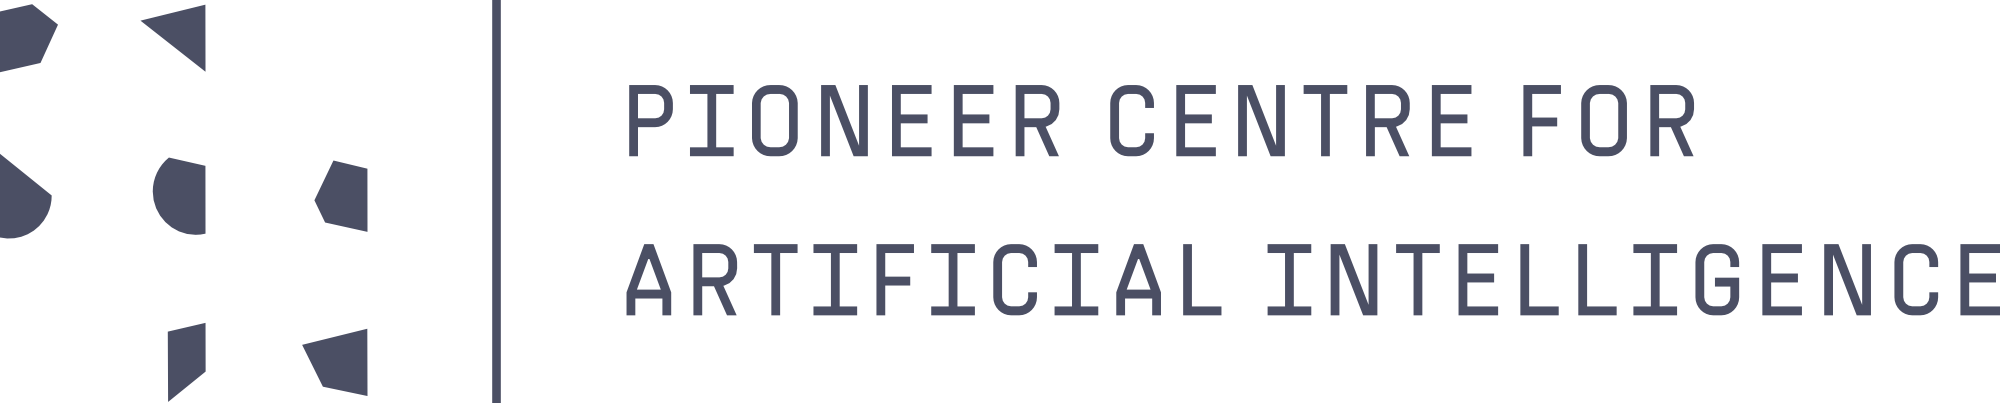 PIONEER CENTRE FOR
ARTIFICIAL INTELLIGENCE